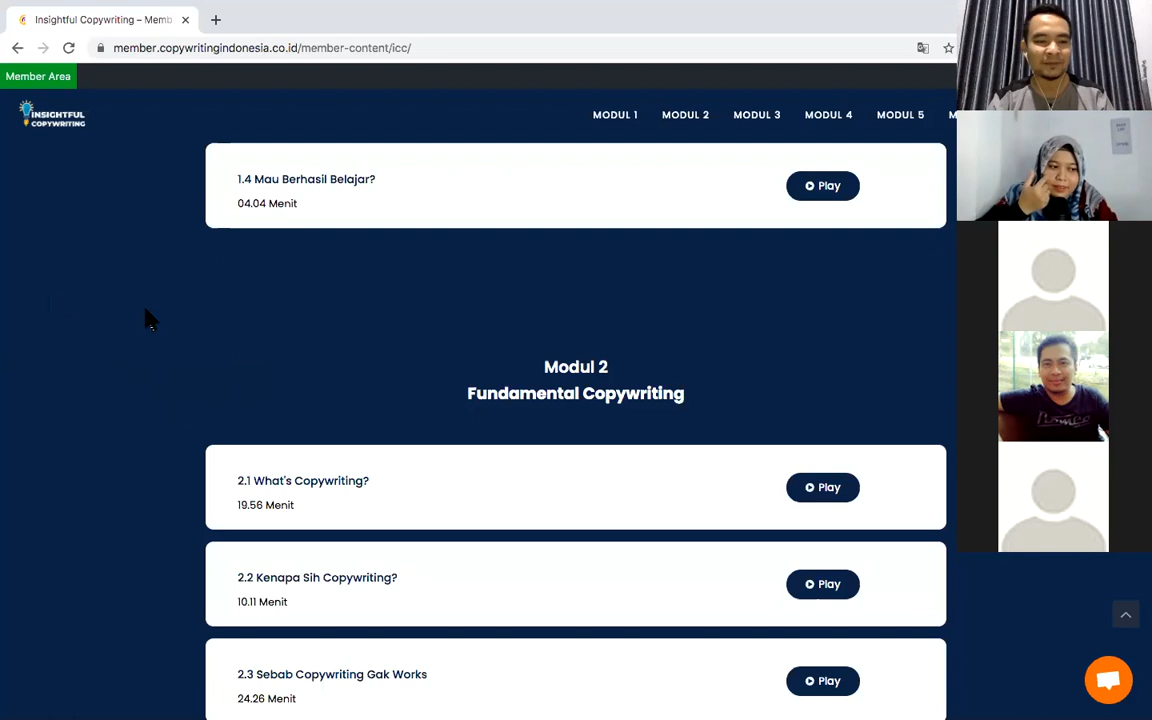 Insightful Copywriting – Memb
member.copywritingindonesia.co.id/member-content/icc/
Member Area
INSIGHTFUL
COPYWRITING
MODUL 1
MODUL 2
MODUL 3
MODUL 4
MODUL 5
M
1.4 Mau Berhasil Belajar?
Play
04.04 Menit
Modul 2
Fundamental Copywriting
2.1 What's Copywriting?
Play
19.56 Menit
2.2 Kenapa Sih Copywriting?
Play
10.11 Menit
2.3 Sebab Copywriting Gak Works
Play
24.26 Menit